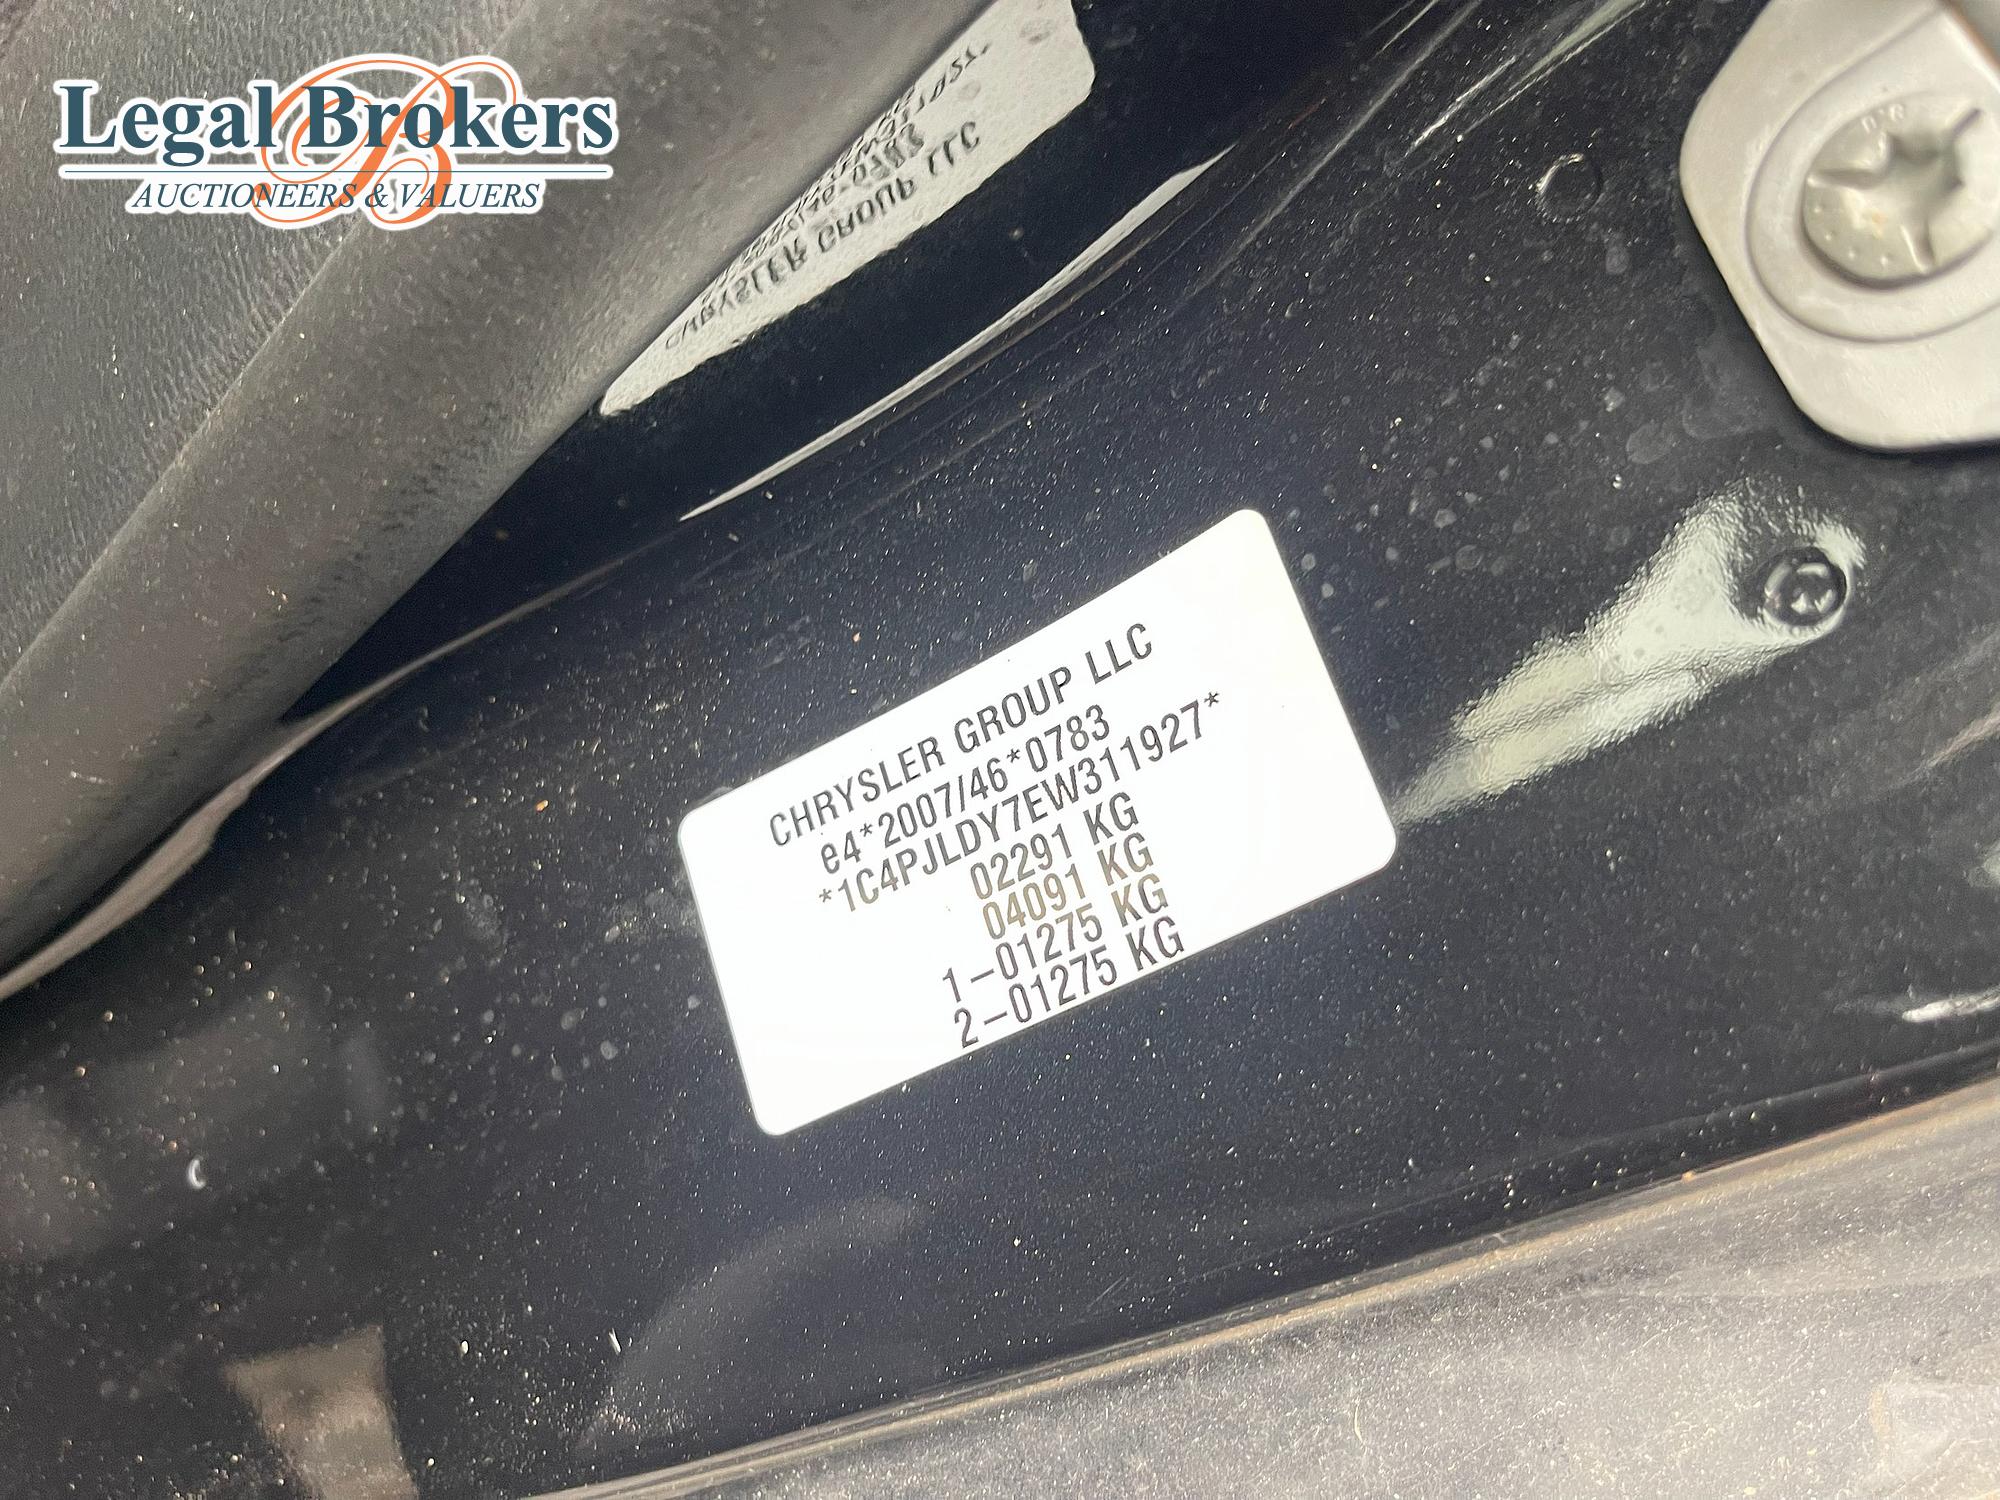 Legal Brokers
AUCTIONEERS & VALUERS
CHRYSLER GROUP LLC
e4*2007/46*0783
*1C4PJLDY7EW311927*
02291 KG
04091 KG
1-01275 KG
2-01275 KG
CHRYSLER GROUP LLC